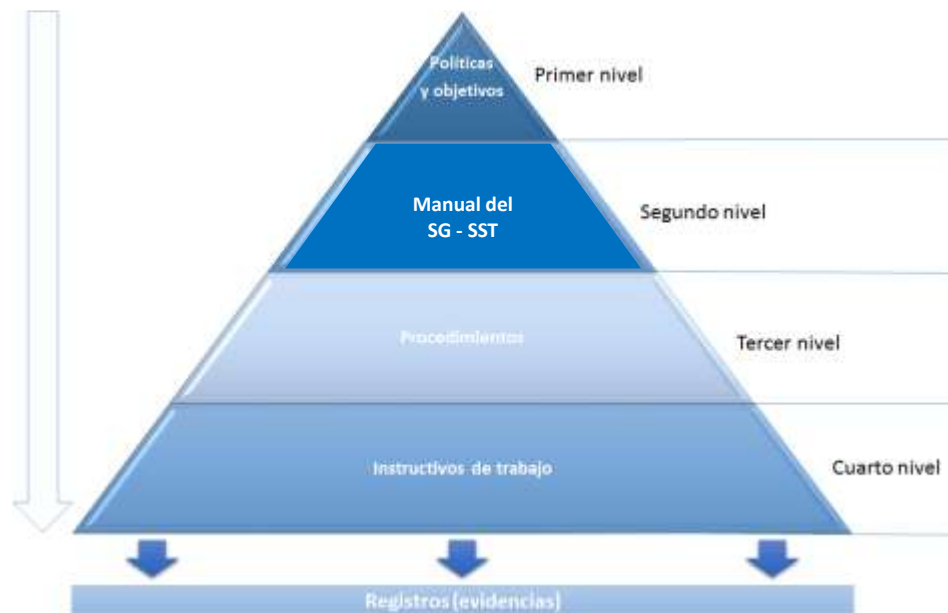 Políticas
y objetivos
Primer nivel
Manual del
SG - SST
Segundo nivel
Procedimientos
Tercer nivel
Instructivos de trabajo
Cuarto nivel
Registros (evidencias)